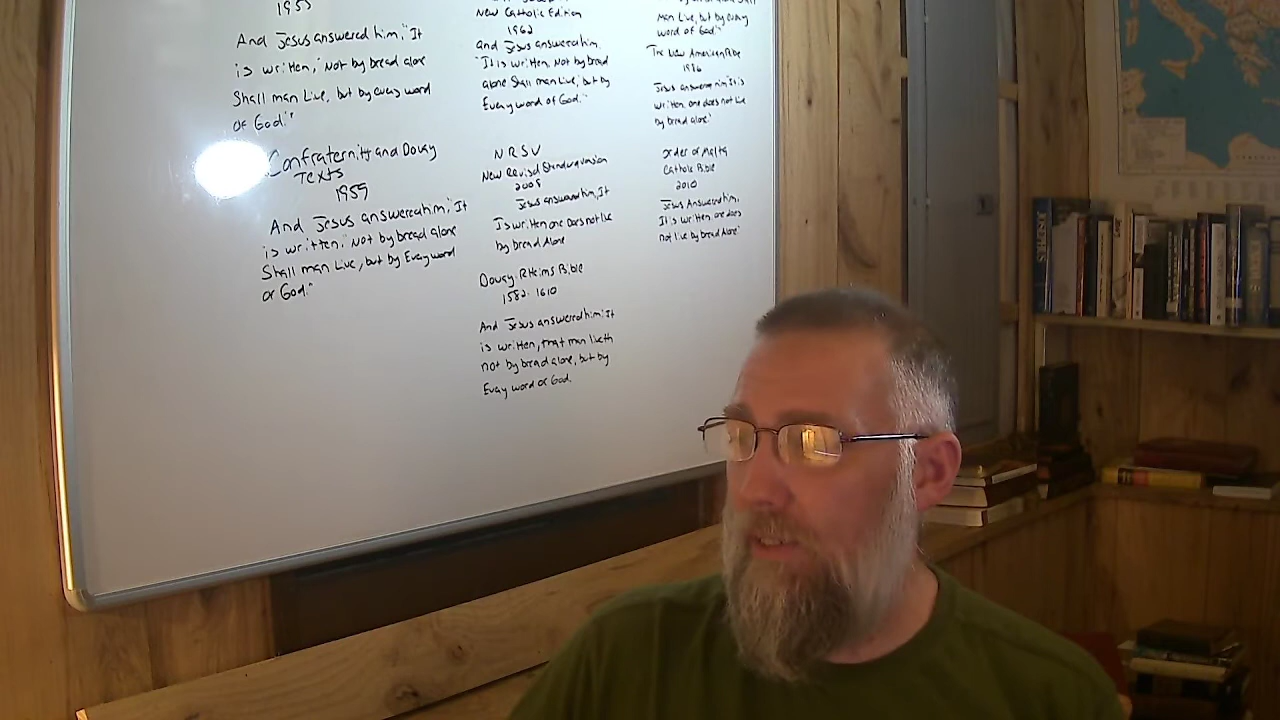 1955
And Jesus answered him, "It
is written, 'Not by bread alone
Shall man Live, but by every word
of God.'"
Confraternity and Douay
Texts
1959
And Jesus answered him, "It
is written, 'Not by bread alone
Shall man Live, but by Every word
of God."
New Catholic Edition
1962
and Jesus answered him,
"It is written, Not by bread
alone Shall man Live, but by
Every word of God."
NRSV
New Revised Standard version
Jesus answered him, It
Is written one Does not live
by bread Alone
Douay-Rheims Bible
1582-1610
And Jesus answered him: It
is written, that man liveth
not by bread alone, but by
Every word of God.
man Live, but by every
word of God."
The New American Bible
1986
Jesus answered him "It is
written, one does not live
by bread alone."
Order of Malta
Catholic Bible
2010
Jesus Answered him,
It is written one does
not live by bread Alone"